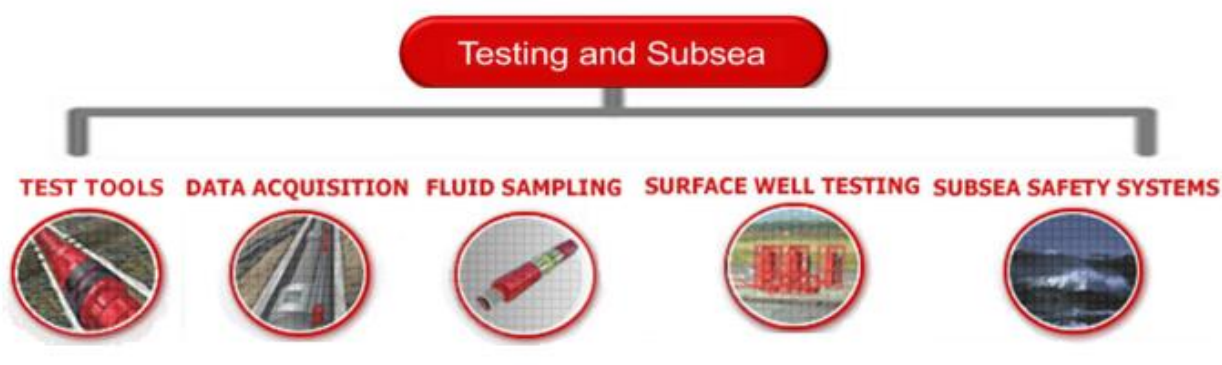 Testing and Subsea
TEST TOOLS
DATA ACQUISITION
FLUID SAMPLING
SURFACE WELL TESTING
SUBSEA SAFETY SYSTEMS